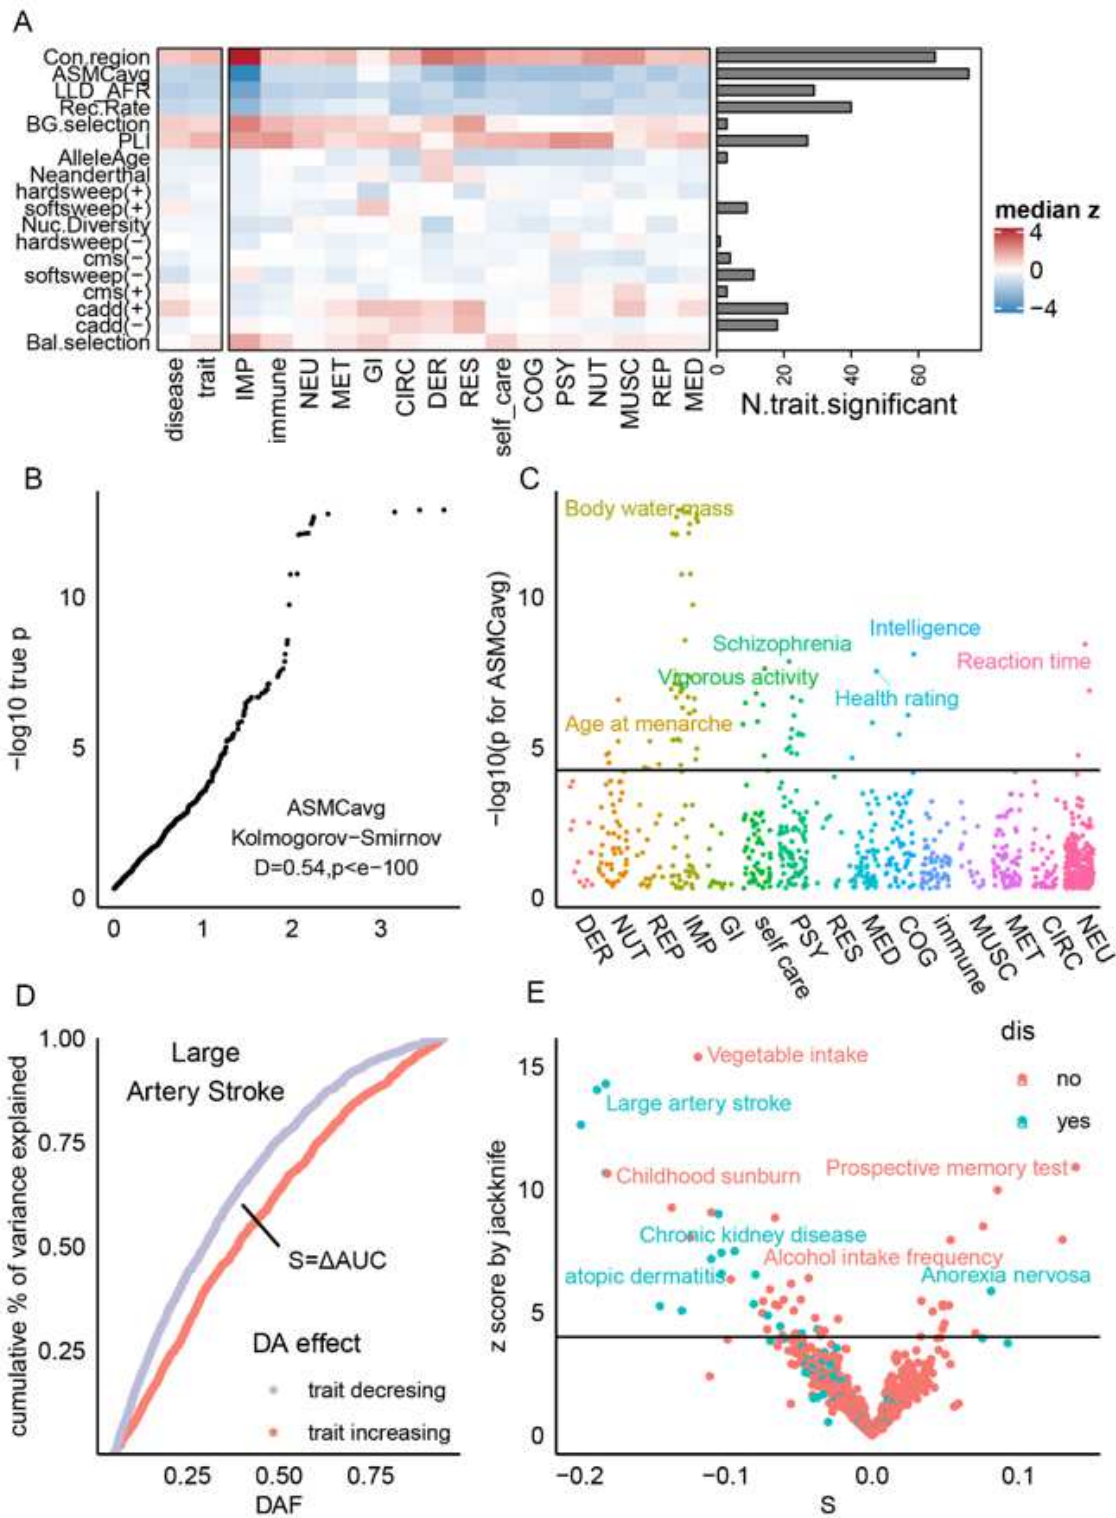 A
Con.region
ASMCavg
LLD_AFR
Rec.Rate
BG.selection
PLI
AlleleAge
Neanderthal
hardsweep(+)
softsweep(+)
Nuc.Diversity
hardsweep(−)
cms(−)
softsweep(−)
cms(+)
cadd(+)
cadd(−)
Bal.selection
disease
trait
IMP
immune
NEU
MET
GI
CIRC
DER
RES
self_care
COG
PSY
NUT
MUSC
REP
MED
0
20
40
60
N.trait.significant
median z
4
0
−4
B
−log10 true p
10
5
0
ASMCavg
Kolmogorov−Smirnov
D=0.54,p<e−100
0 1 2 3
C
−log10(p for ASMCavg)
10
5
0
Body water mass
Schizophrenia
Intelligence
Reaction time
Vigorous activity
Health rating
Age at menarche
DER
NUT
REP
IMP
GI
self care
PSY
RES
MED
COG
immune
MUSC
MET
CIRC
NEU
D
cumulative % of variance explained
1.00
0.75
0.50
0.25
Large
Artery Stroke
S=ΔAUC
DA effect
trait decresing
trait increasing
0.25 0.50 0.75
DAF
E
z score by jackknife
15
10
5
0
dis
no
yes
Vegetable intake
Large artery stroke
Childhood sunburn
Prospective memory test
Chronic kidney disease
Alcohol intake frequency
atopic dermatitis
Anorexia nervosa
−0.2 −0.1 0.0 0.1
S